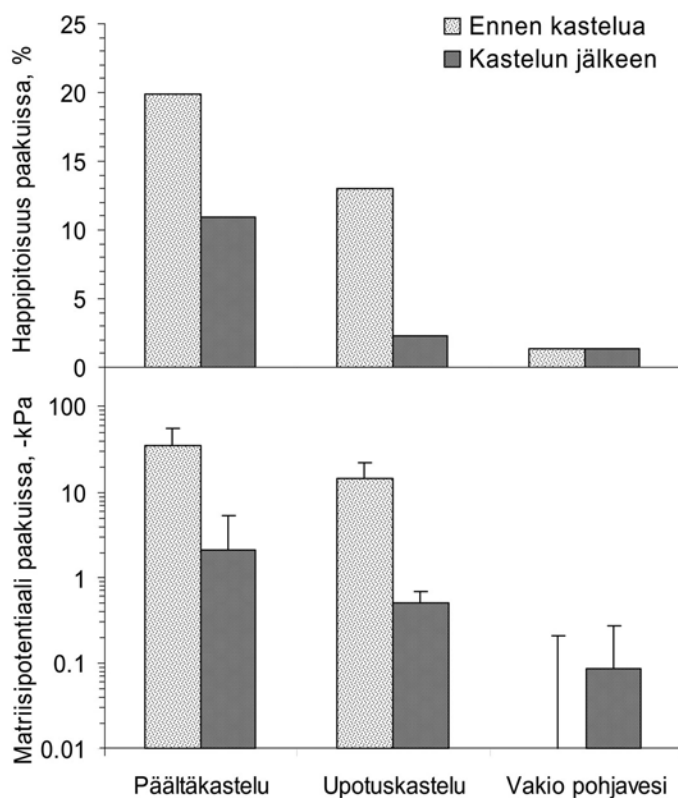 Ennen kastelua
Kastelun jälkeen
Happipitoisuus paakuissa, %
25
20
15
10
5
0
Matriisipotentiaali paakuissa, -kPa
100
10
1
0.1
0.01
Päältäkastelu Upotuskastelu Vakio pohjavesi